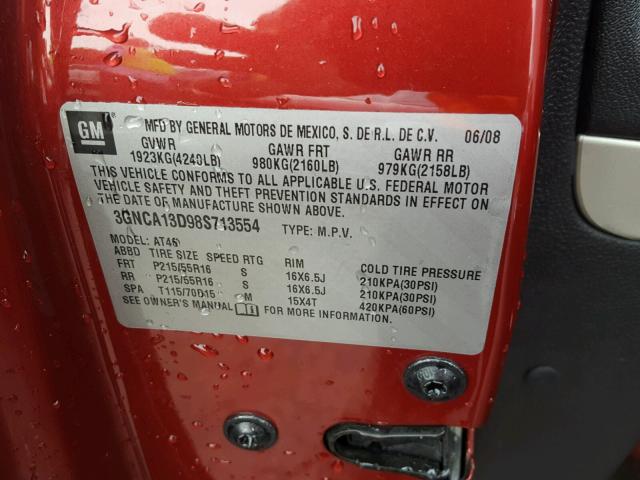 GM
MFD BY GENERAL MOTORS DE MEXICO, S. DE R.L. DE C.V. 06/08
GVWR GAWR FRT GAWR RR
1923KG(4240LB) 980KG(2160LB) 979KG(2158LB)
THIS VEHICLE CONFORMS TO ALL APPLICABLE U.S. FEDERAL MOTOR
VEHICLE SAFETY AND THEFT PREVENTION STANDARDS IN EFFECT ON
THE DATE OF MANUFACTURE SHOWN ABOVE.
3GNCA13D98S713554 TYPE: M.P.V.
MODEL: AT46
ABBD TIRE SIZE SPEED RTG RIM COLD TIRE PRESSURE
FRT P215/55R16 S 16X6.5J 210KPA(30PSI)
RR P215/55R16 S 16X6.5J 210KPA(30PSI)
SPA T115/70D15 M 15X4T 420KPA(60PSI)
SEE OWNER'S MANUAL FOR MORE INFORMATION.